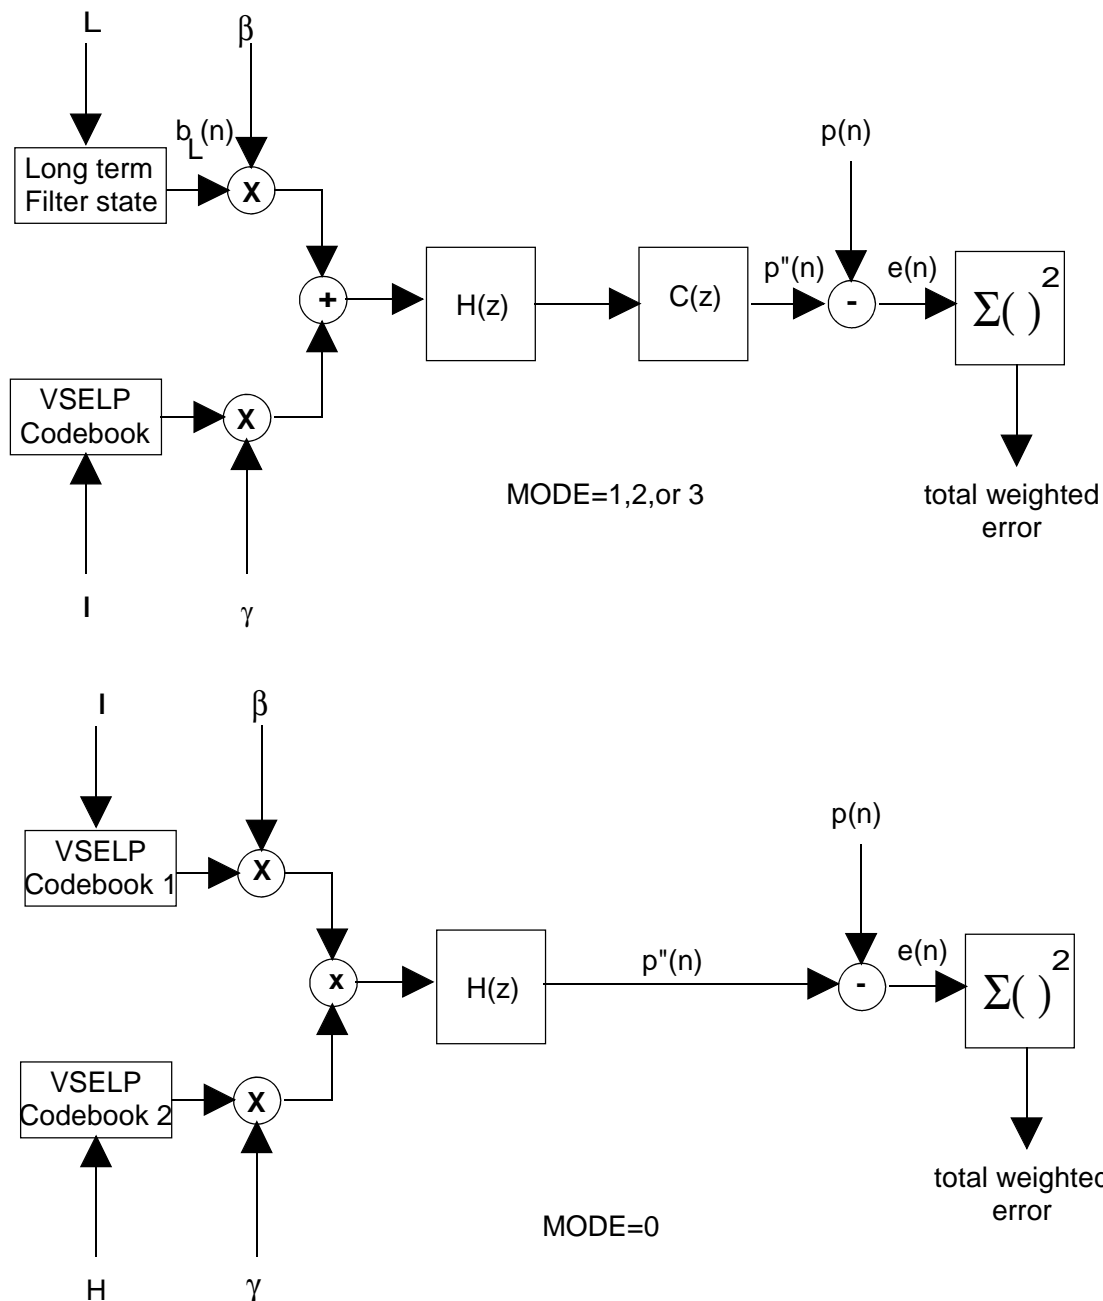 L
β
b (n)
L
p(n)
Long term
Filter state
X
p"(n)
e(n)
+
H(z)
C(z)
-
Σ( ) 2
VSELP
Codebook
X
MODE=1,2,or 3
total weighted
error
I
γ
I
β
p(n)
VSELP
Codebook 1
X
p"(n)
e(n)
x
H(z)
-
Σ( ) 2
VSELP
Codebook 2
X
total weighted
error
MODE=0
H
γ